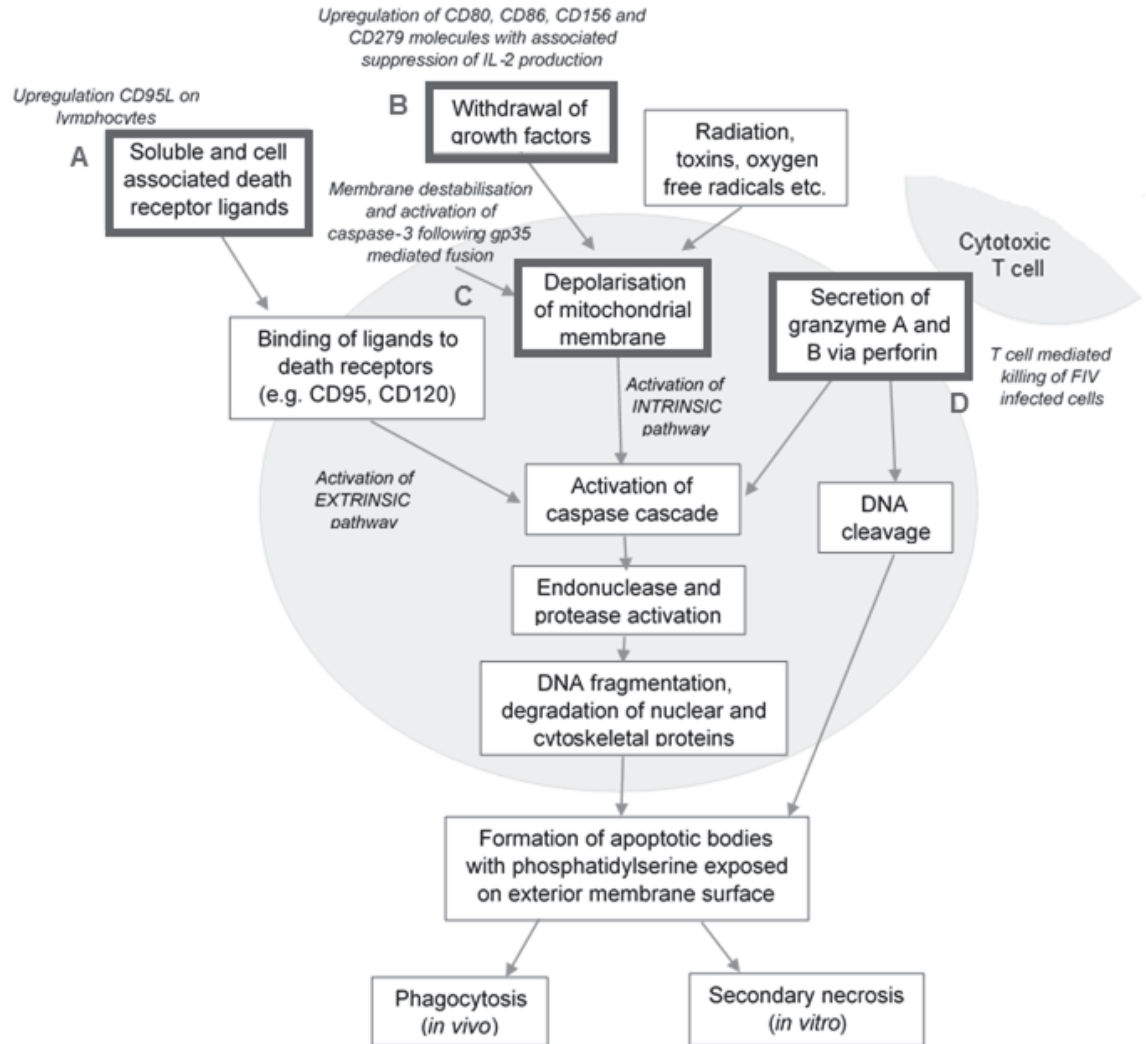 Upregulation of CD80, CD86, CD156 and
CD279 molecules with associated
suppression of IL-2 production
Upregulation CD95L on
lymphocytes
A
Soluble and cell
associated death
receptor ligands
B
Withdrawal of
growth factors
Radiation,
toxins, oxygen
free radicals etc.
Membrane destabilisation
and activation of
caspase-3 following gp35
mediated fusion
Cytotoxic
T cell
C
Depolarisation
of mitochondrial
membrane
Secretion of
granzyme A and
B via perforin
D
T cell mediated
killing of FIV
infected cells
Binding of ligands to
death receptors
(e.g. CD95, CD120)
Activation of
INTRINSIC
pathway
Activation of
EXTRINSIC
pathway
Activation of
caspase cascade
DNA
cleavage
Endonuclease and
protease activation
DNA fragmentation,
degradation of nuclear and
cytoskeletal proteins
Formation of apoptotic bodies
with phosphatidylserine exposed
on exterior membrane surface
Phagocytosis
(in vivo)
Secondary necrosis
(in vitro)